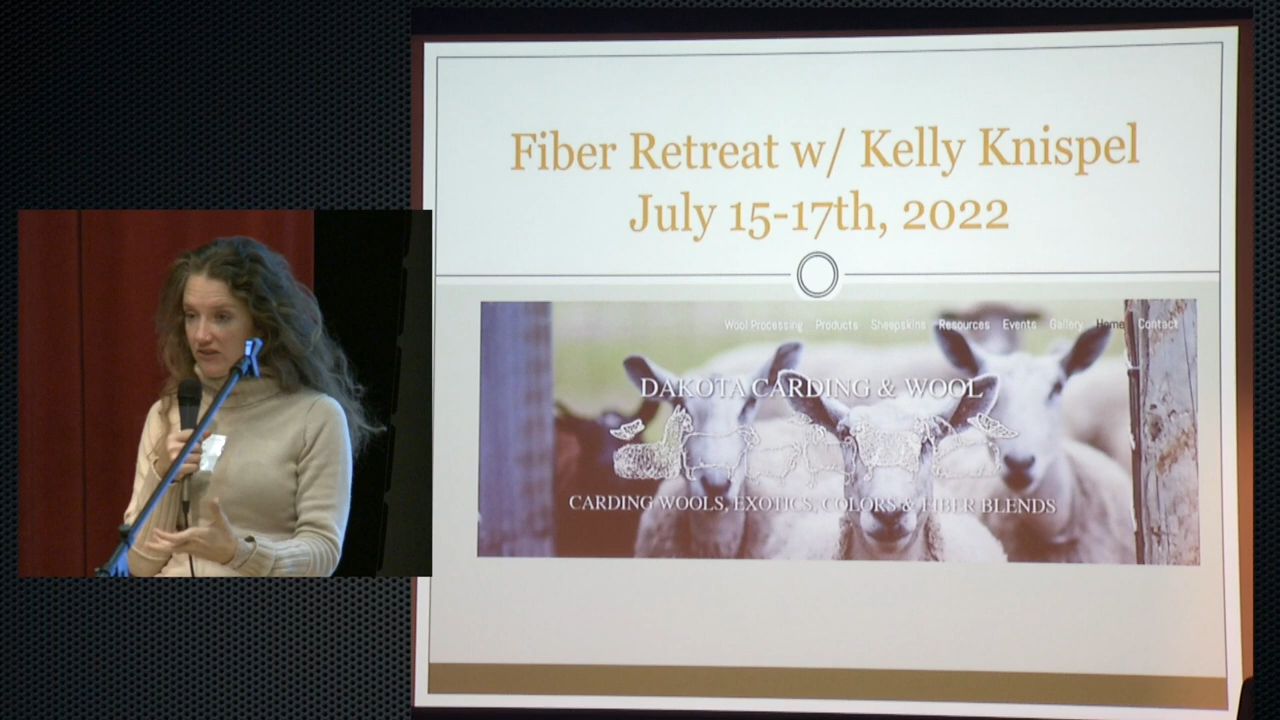 Fiber Retreat w/ Kelly Knispel
July 15-17th, 2022
Wool Processing Products Sheepskins Resources Events Gallery Home Contact
DAKOTA CARDING & WOOL
CARDING WOOLS, EXOTICS, COLORS & FIBER BLENDS